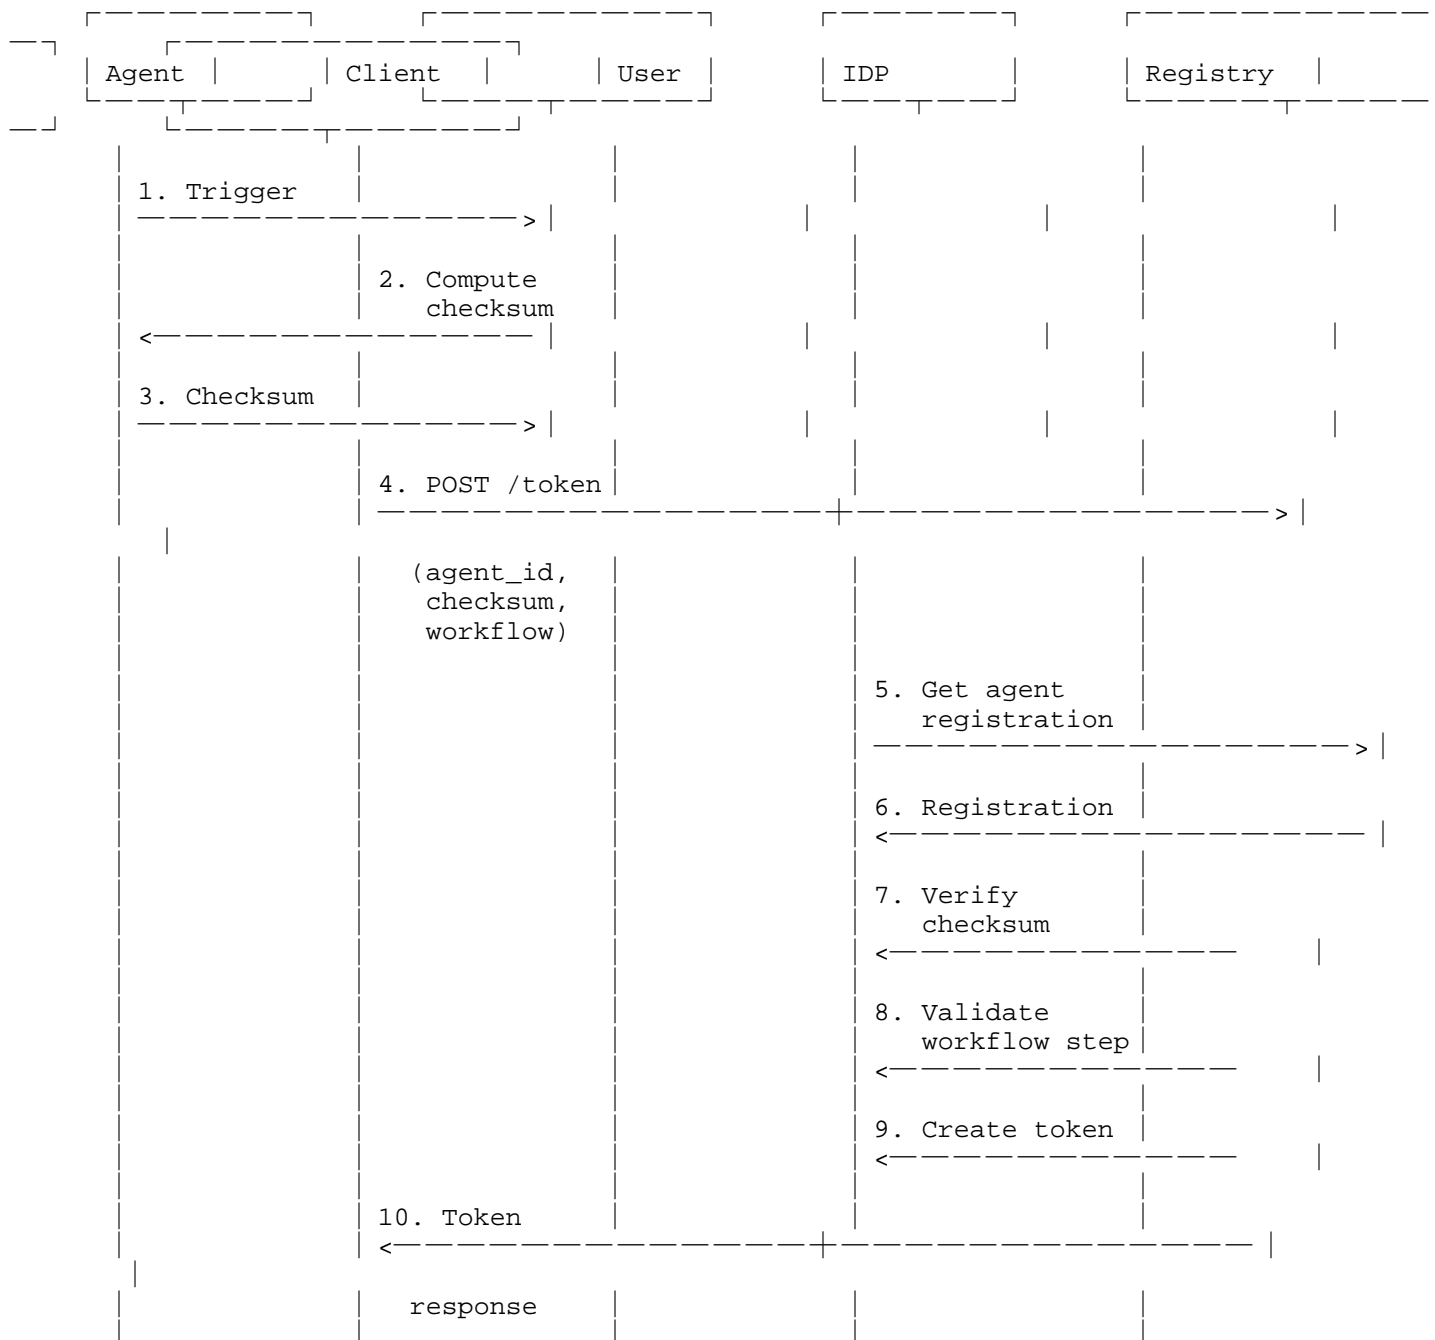 Agent Client User IDP Registry
1. Trigger
2. Compute
checksum
3. Checksum
4. POST /token
(agent_id,
checksum,
workflow)
5. Get agent
registration
6. Registration
7. Verify
checksum
8. Validate
workflow step
9. Create token
10. Token
response